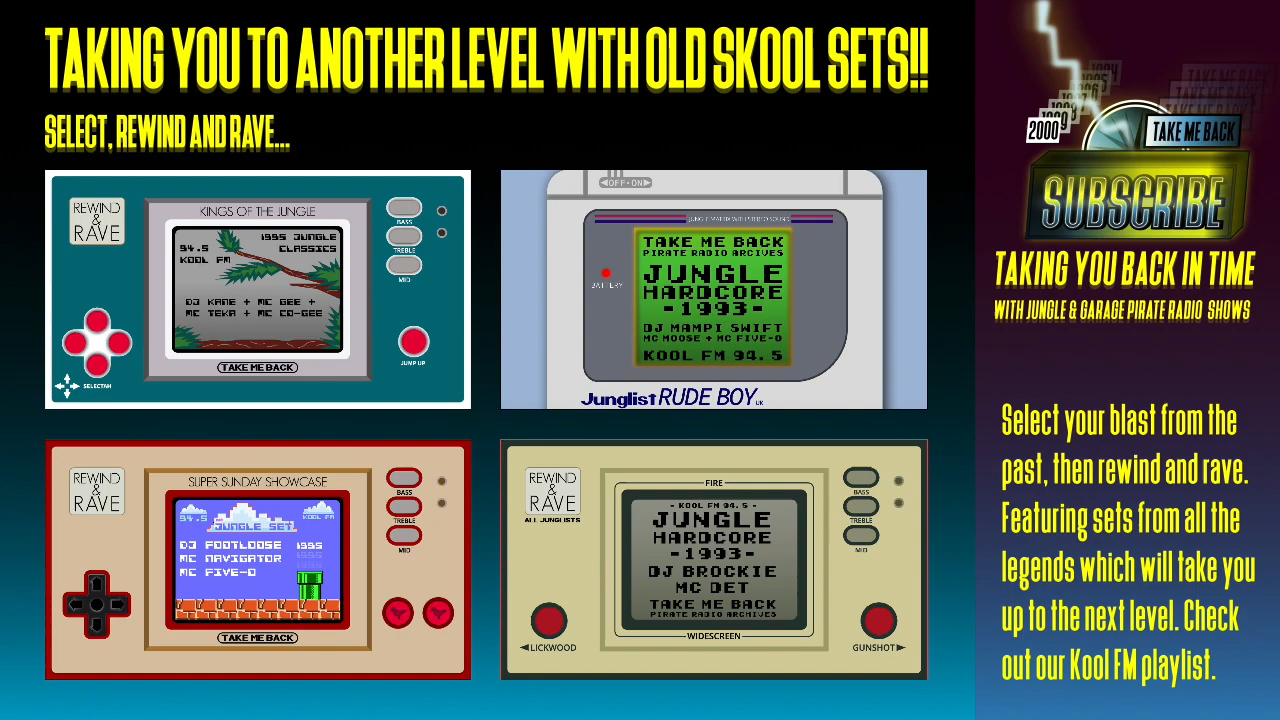 TAKING YOU TO ANOTHER LEVEL WITH OLD SKOOL SETS!!
SELECT, REWIND AND RAVE...
REWIND
&
RAVE
KINGS OF THE JUNGLE
1995 JUNGLE
CLASSICS
94.5
KOOL FM
DJ KANE + MC GEE +
MC TEKA + MC CO-GEE
TAKE ME BACK
BASS
TREBLE
MID
JUMP UP
SELECTAH
◄OFF•ON►
JUNGLE MATRIX WITH STEREO SOUND
BATTERY
TAKE ME BACK
PIRATE RADIO ARCIVES
JUNGLE
HARDCORE
-1993-
DJ MAMPI SWIFT
MC MOOSE + MC FIVE-O
KOOL FM 94.5
Junglist RUDE BOY UK
REWIND
&
RAVE
SUPER SUNDAY SHOWCASE
94.5
KOOL FM
JUNGLE SET
DJ FOOTLOOSE 1995
MC NAVIGATOR
MC FIVE-O
TAKE ME BACK
BASS
TREBLE
MID
REWIND
&
RAVE
ALL JUNGLISTS
FIRE
- KOOL FM 94.5 -
JUNGLE
HARDCORE
-1993-
DJ BROCKIE
MC DET
TAKE ME BACK
PIRATE RADIO ARCHIVES
WIDESCREEN
BASS
TREBLE
MID
◄LICKWOOD
GUNSHOT►
2000
TAKE ME BACK
SUBSCRIBE
TAKING YOU BACK IN TIME
WITH JUNGLE & GARAGE PIRATE RADIO SHOWS
Select your blast from the
past, then rewind and rave.
Featuring sets from all the
legends which will take you
up to the next level. Check
out our Kool FM playlist.